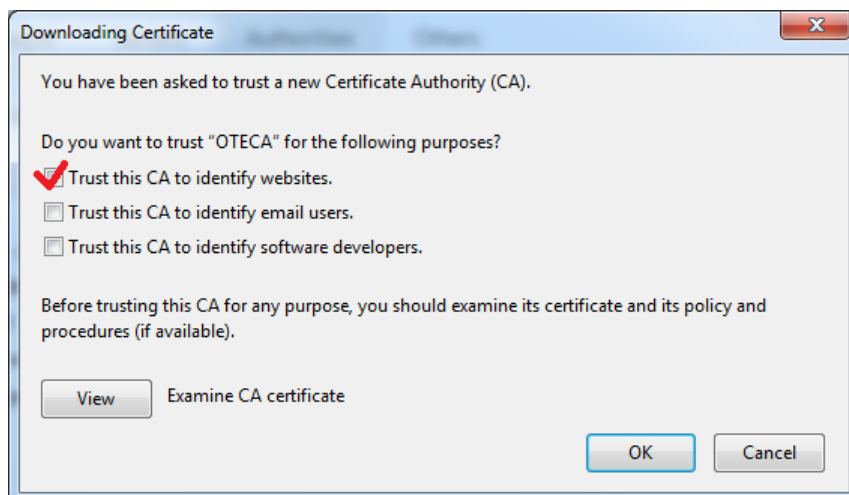 Downloading Certificate
Authorities Others
You have been asked to trust a new Certificate Authority (CA).
Do you want to trust “OTECA” for the following purposes?
Trust this CA to identify websites.
Trust this CA to identify email users.
Trust this CA to identify software developers.
Before trusting this CA for any purpose, you should examine its certificate and its policy and
procedures (if available).
View Examine CA certificate
OK Cancel